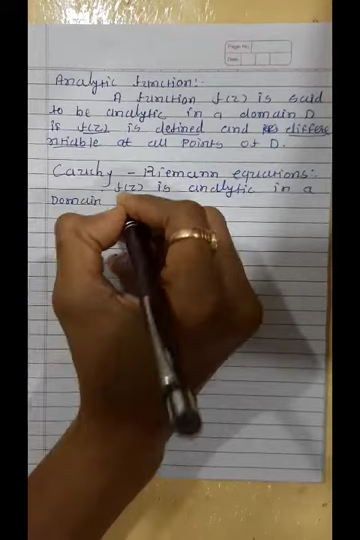 Page No.
Date
Analytic function:-
A function f(z) is said
to be analytic in a domain D
is f(z) is defined and differe
ntiable at all points of D.
Cauchy - Riemann equations:-
f(z) is analytic in a
Domain